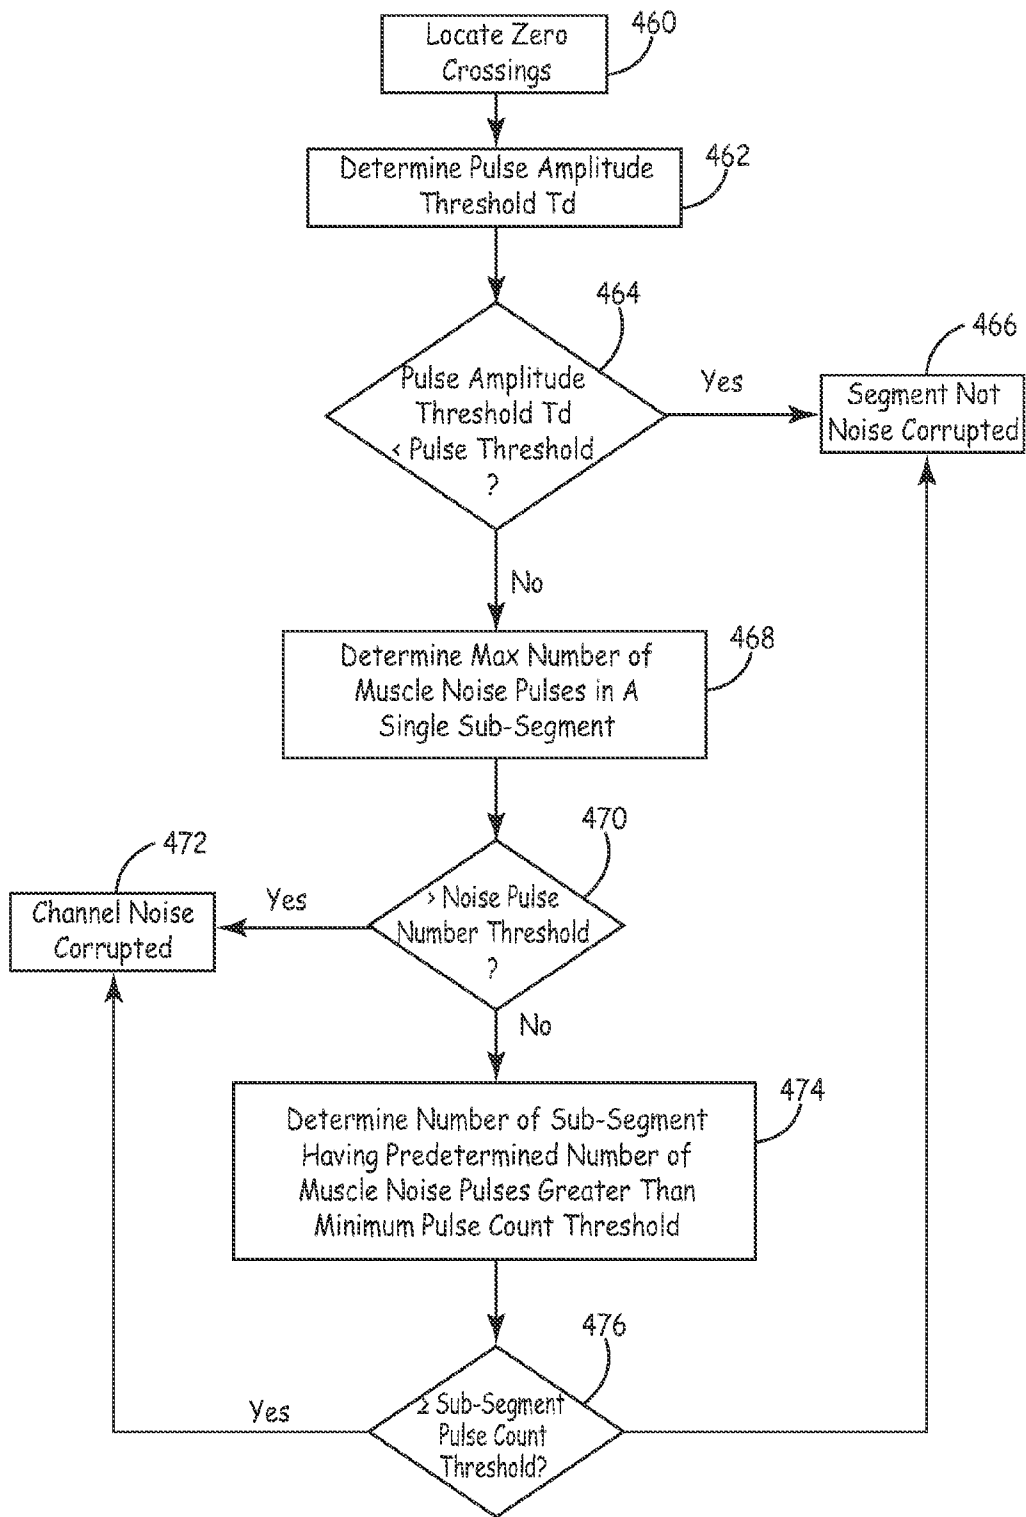 460
Locate Zero
Crossings
462
Determine Pulse Amplitude
Threshold Td
464
Pulse Amplitude
Threshold Td
< Pulse Threshold
?
Yes
466
Segment Not
Noise Corrupted
No
468
Determine Max Number of
Muscle Noise Pulses in A
Single Sub-Segment
470
> Noise Pulse
Number Threshold
?
Yes
472
Channel Noise
Corrupted
No
474
Determine Number of Sub-Segment
Having Predetermined Number of
Muscle Noise Pulses Greater Than
Minimum Pulse Count Threshold
476
≥ Sub-Segment
Pulse Count
Threshold?
Yes